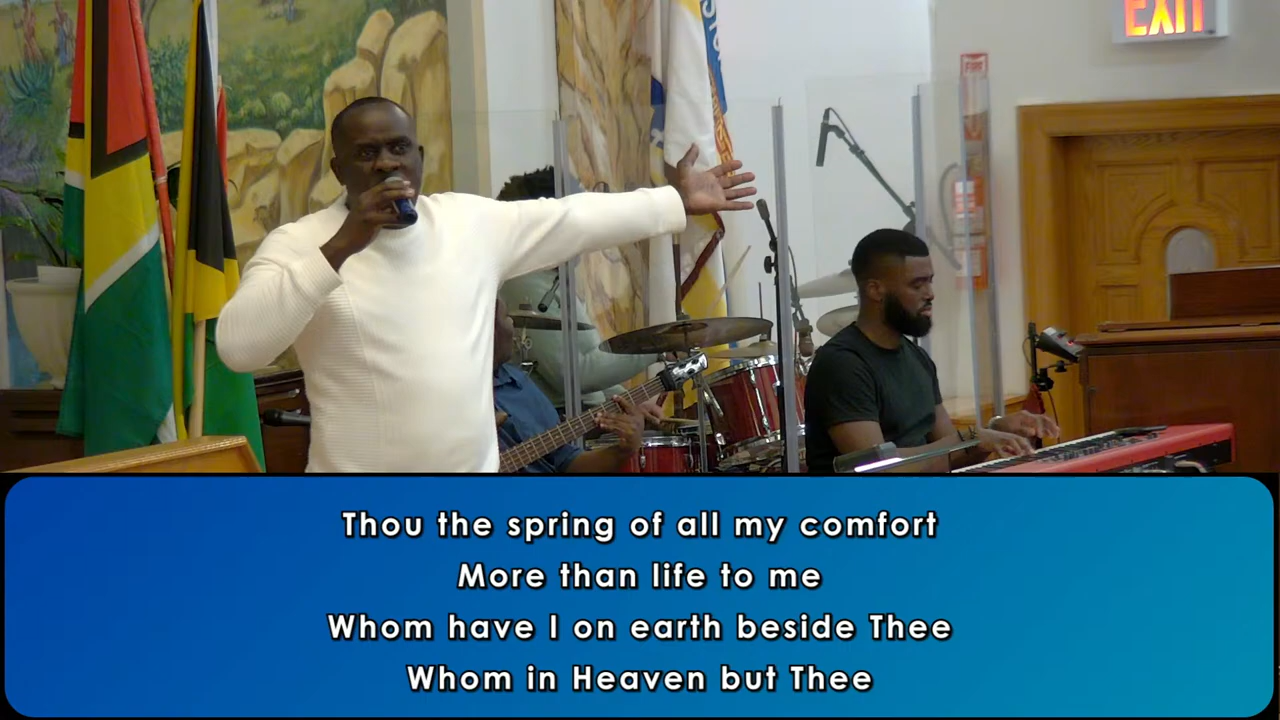 EXIT
FIRE
Thou the spring of all my comfort
More than life to me
Whom have I on earth beside Thee
Whom in Heaven but Thee